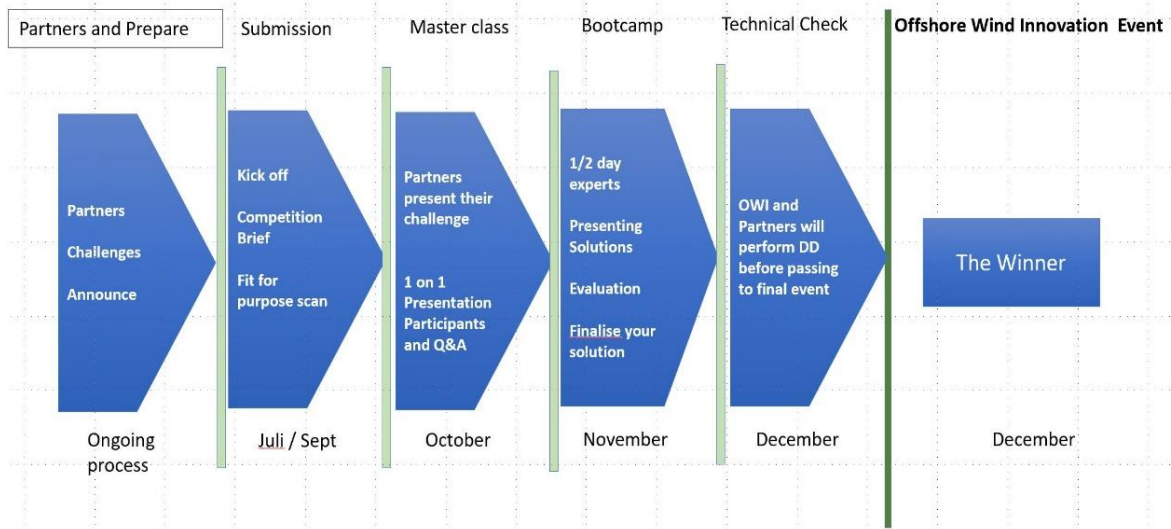 Partners and Prepare
Submission
Master class
Bootcamp
Technical Check
Offshore Wind Innovation Event
Partners
Challenges
Announce
Kick off
Competition
Brief
Fit for
purpose scan
Partners
present their
challenge
1 on 1
Presentation
Participants
and Q&A
1/2 day
experts
Presenting
Solutions
Evaluation
Finalise your
solution
OWI and
Partners will
perform DD
before passing
to final event
The Winner
Ongoing
process
Juli / Sept
October
November
December
December